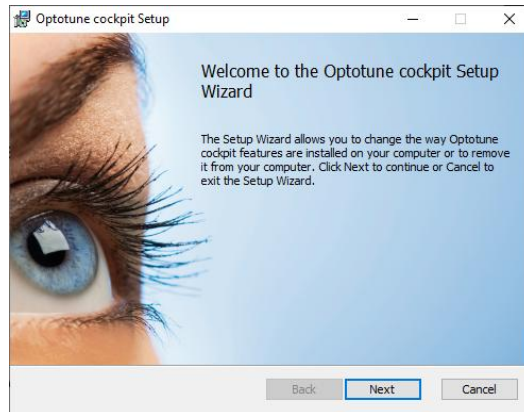 Optotune cockpit Setup
Welcome to the Optotune cockpit Setup
Wizard
The Setup Wizard allows you to change the way Optotune
cockpit features are installed on your computer or to remove
it from your computer. Click Next to continue or Cancel to
exit the Setup Wizard.
Back Next Cancel